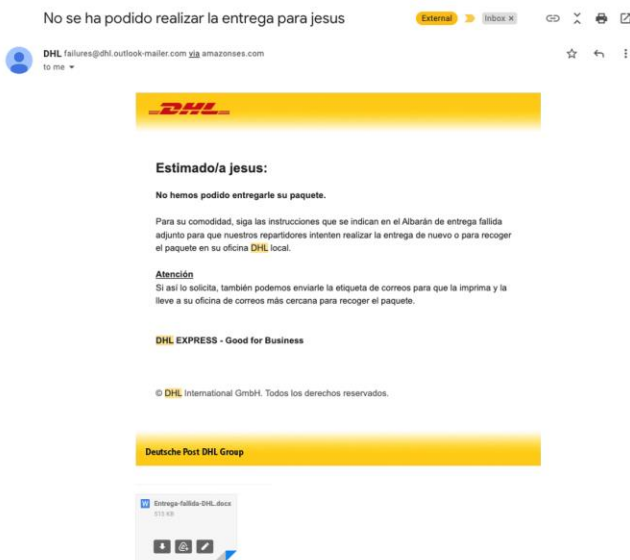 No se ha podido realizar la entrega para jesus
External
Inbox ×
DHL failures@dhl.outlook-mailer.com via amazonses.com
to me
DHL
Estimado/a jesus:
No hemos podido entregarle su paquete.
Para su comodidad, siga las instrucciones que se indican en el Albarán de entrega fallida
adjunto para que nuestros repartidores intenten realizar la entrega de nuevo o para recoger
el paquete en su oficina DHL local.
Atención
Si así lo solicita, también podemos enviarle la etiqueta de correos para que la imprima y la
lleve a su oficina de correos más cercana para recoger el paquete.
DHL EXPRESS - Good for Business
© DHL International GmbH. Todos los derechos reservados.
Deutsche Post DHL Group
W Entrega-fallida-DHL.docx